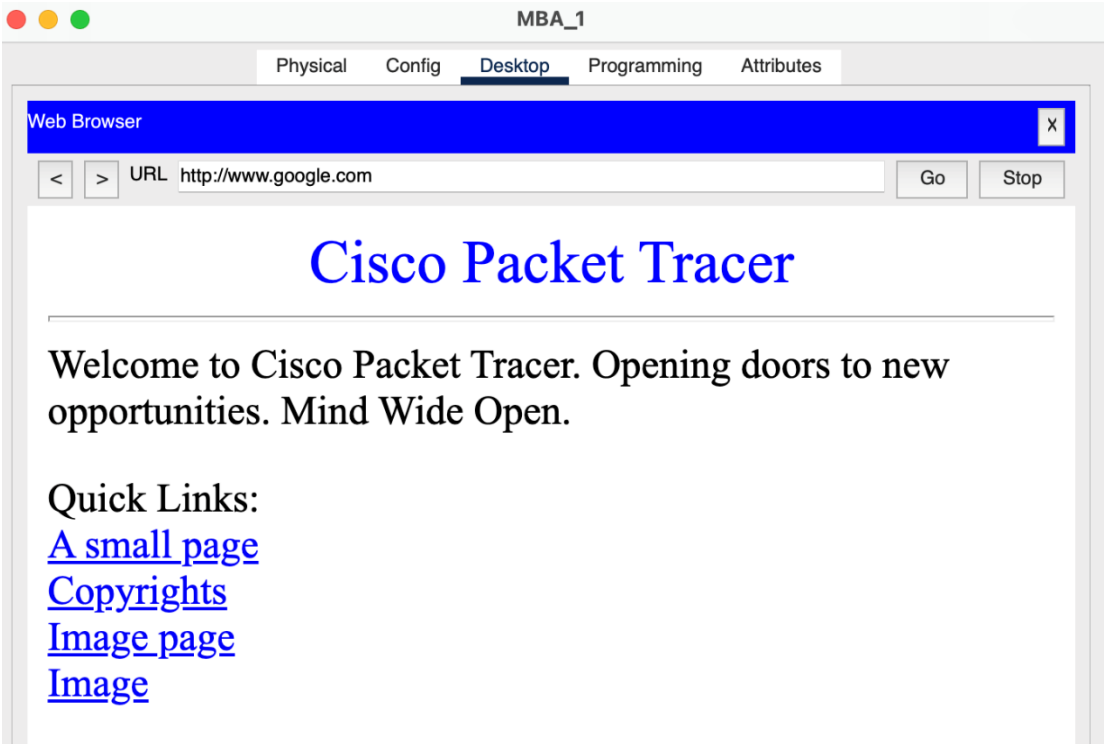 MBA_1
Physical Config Desktop Programming Attributes
Web Browser X
< > URL http://www.google.com Go Stop
Cisco Packet Tracer
Welcome to Cisco Packet Tracer. Opening doors to new
opportunities. Mind Wide Open.
Quick Links:
A small page
Copyrights
Image page
Image